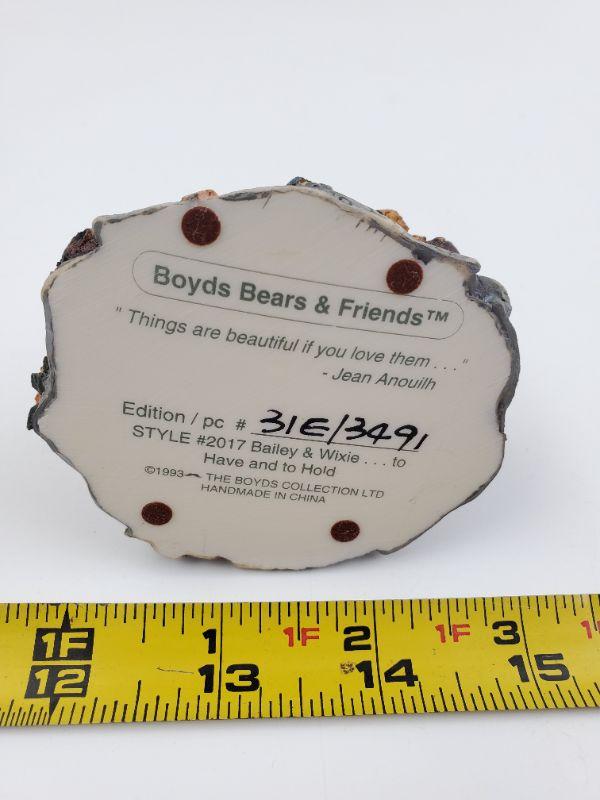 Boyds Bears & Friends™
" Things are beautiful if you love them . . . "
- Jean Anouilh
Edition / pc # 31E/3491
STYLE #2017 Bailey & Wixie . . . to
Have and to Hold
©1993 THE BOYDS COLLECTION LTD
HANDMADE IN CHINA
1F 1 1F 2 1F 3 1F
12 13 14 15